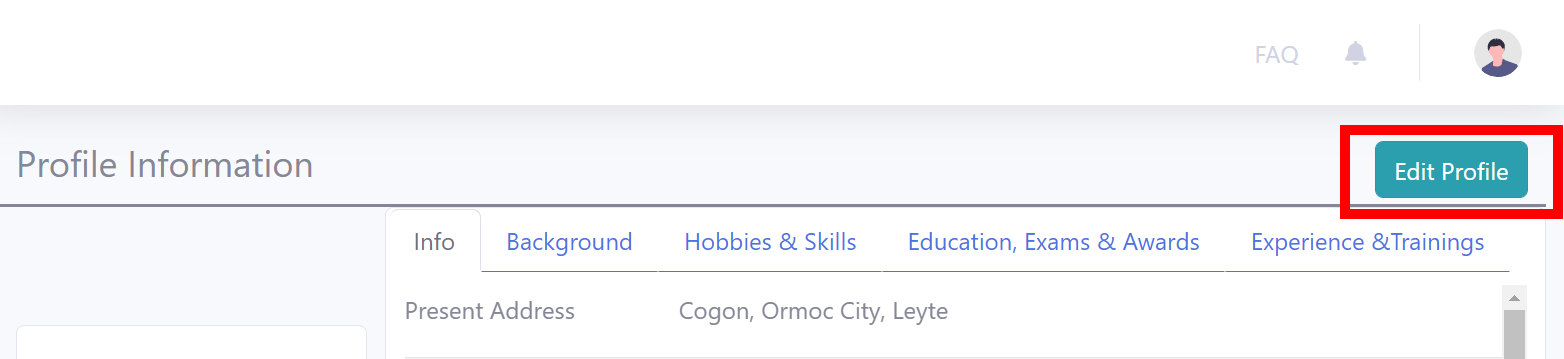 FAQ
Profile Information
Edit Profile
Info
Background
Hobbies & Skills
Education, Exams & Awards
Experience &Trainings
Present Address
Cogon, Ormoc City, Leyte